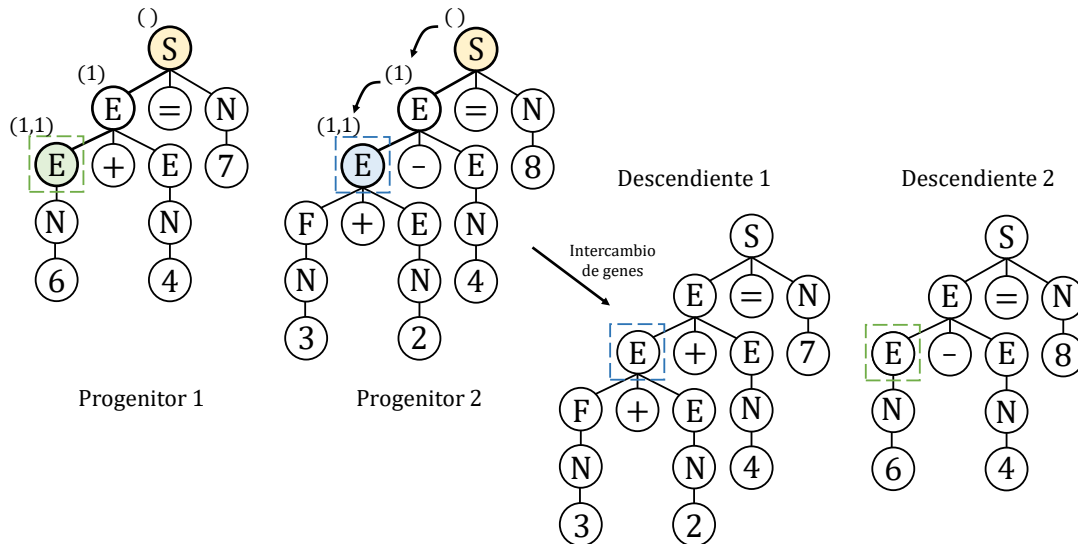 ( )
S
(1)
E = N
(1,1)
E + E 7
N N
6 4
Progenitor 1
( )
S
(1)
E = N
(1,1)
E - E 8
F + E N
N N 4
3 2
Progenitor 2
Intercambio
de genes
Descendiente 1
S
E = N
E + E 7
F + E N
N N 4
3 2
Descendiente 2
S
E = N
E - E 8
N N
6 4